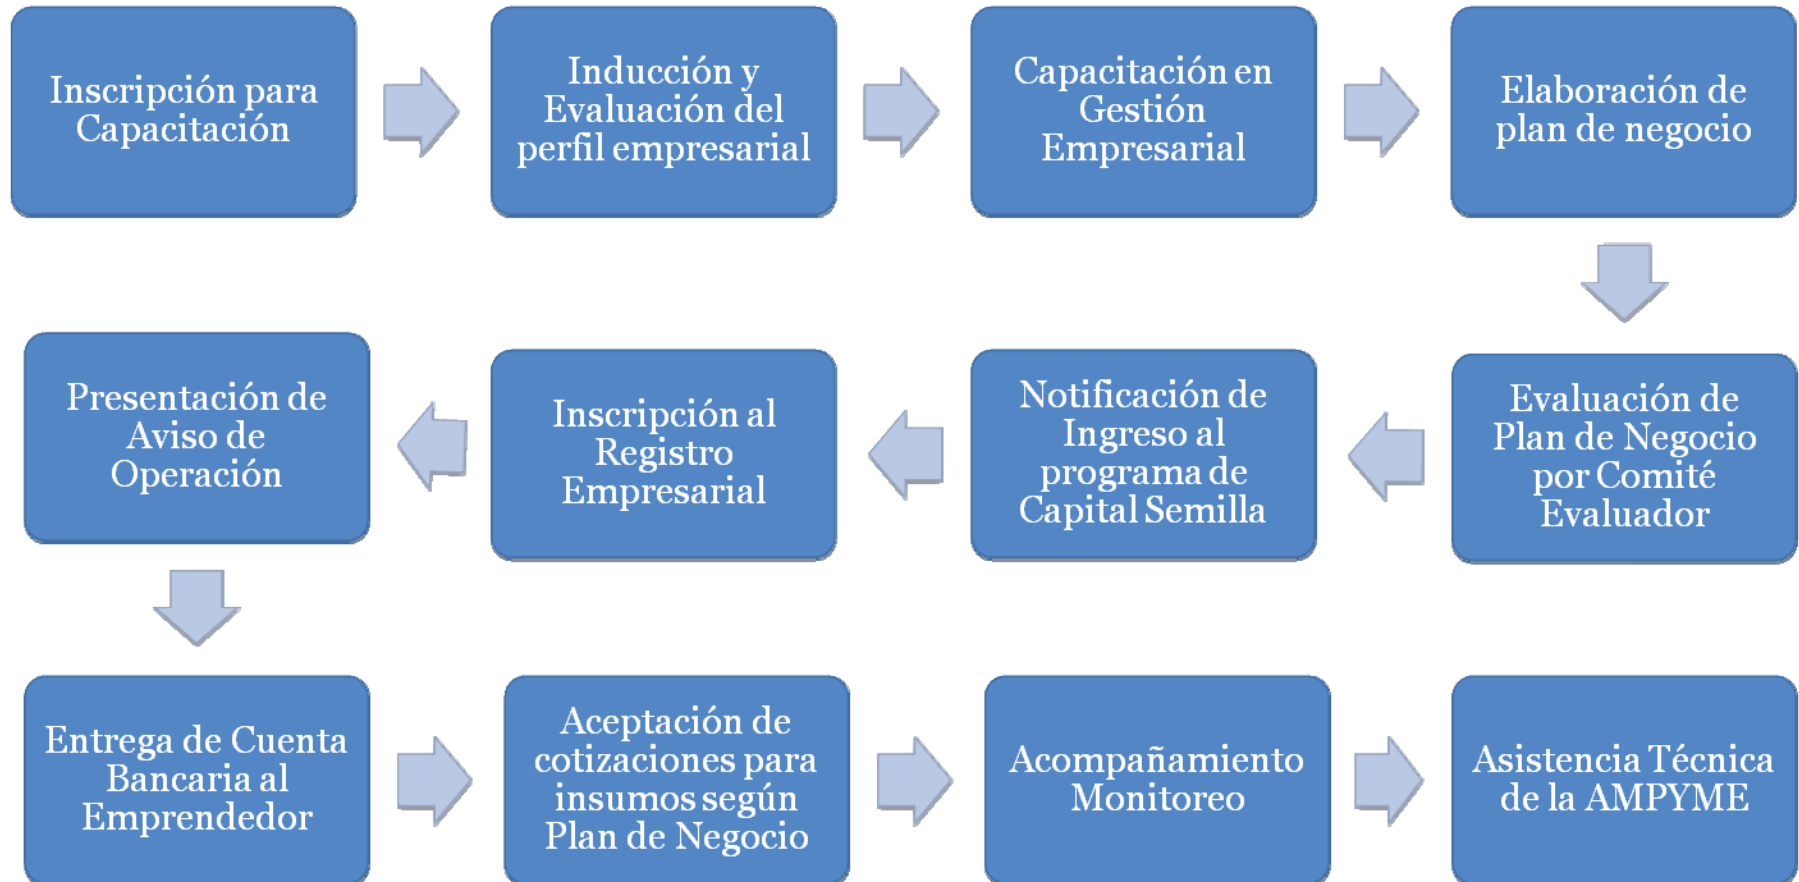 Inscripción para
Capacitación
Inducción y
Evaluación del
perfil empresarial
Capacitación en
Gestión
Empresarial
Elaboración de
plan de negocio
Evaluación de
Plan de Negocio
por Comité
Evaluador
Notificación de
Ingreso al
programa de
Capital Semilla
Inscripción al
Registro
Empresarial
Presentación de
Aviso de
Operación
Entrega de Cuenta
Bancaria al
Emprendedor
Aceptación de
cotizaciones para
insumos según
Plan de Negocio
Acompañamiento
Monitoreo
Asistencia Técnica
de la AMPYME